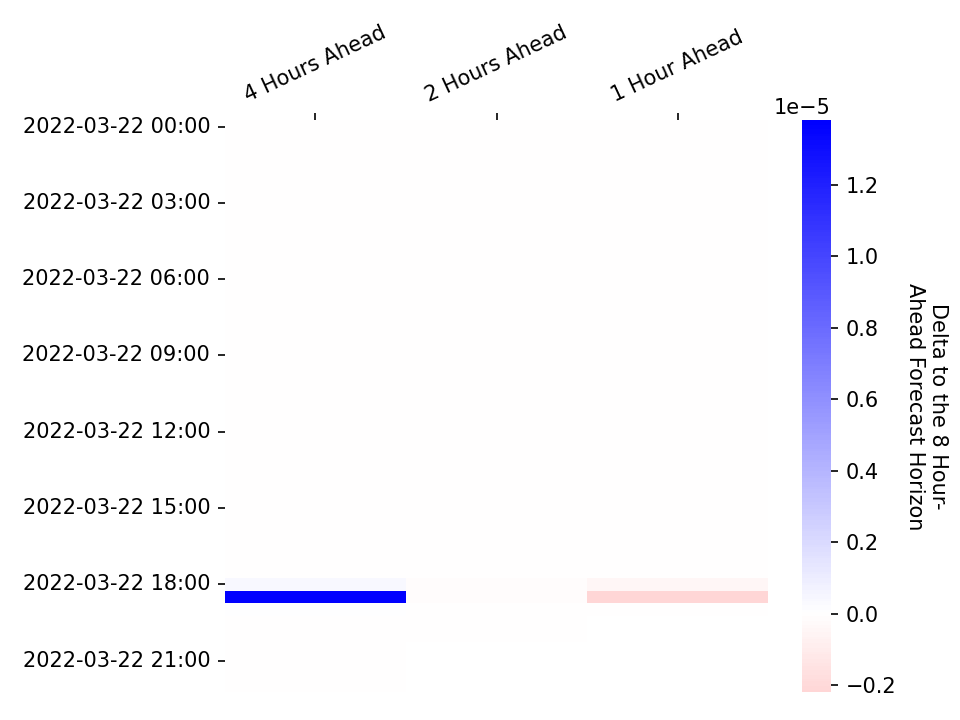 4 Hours Ahead
2 Hours Ahead
1 Hour Ahead
1e−5
2022-03-22 00:00
2022-03-22 03:00
2022-03-22 06:00
2022-03-22 09:00
2022-03-22 12:00
2022-03-22 15:00
2022-03-22 18:00
2022-03-22 21:00
1.2
1.0
0.8
0.6
0.4
0.2
0.0
−0.2
Delta to the 8 Hour-
Ahead Forecast Horizon